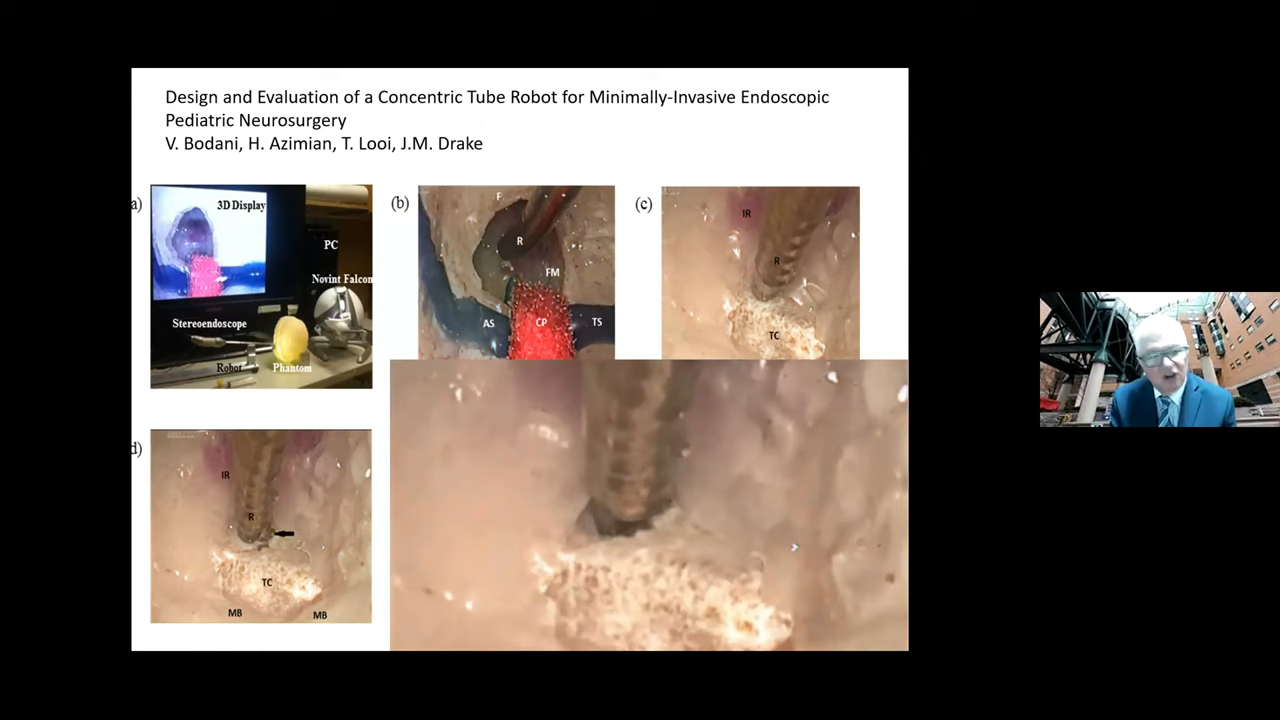 Design and Evaluation of a Concentric Tube Robot for Minimally-Invasive Endoscopic
Pediatric Neurosurgery
V. Bodani, H. Azimian, T. Looi, J.M. Drake
a)
3D Display
PC
Novint Falcon
Stereoendoscope
Robot
Phantom
(b)
F
R
FM
AS
CP
TS
(c)
IR
R
TC
d)
IR
R
TC
MB
MB